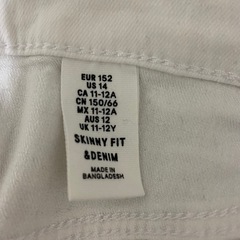 EUR 152
US 14
CA 11-12A
CN 150/66
MX 11-12A
AUS 12
UK 11-12Y
SKINNY FIT
&DENIM
MADE IN
BANGLADESH